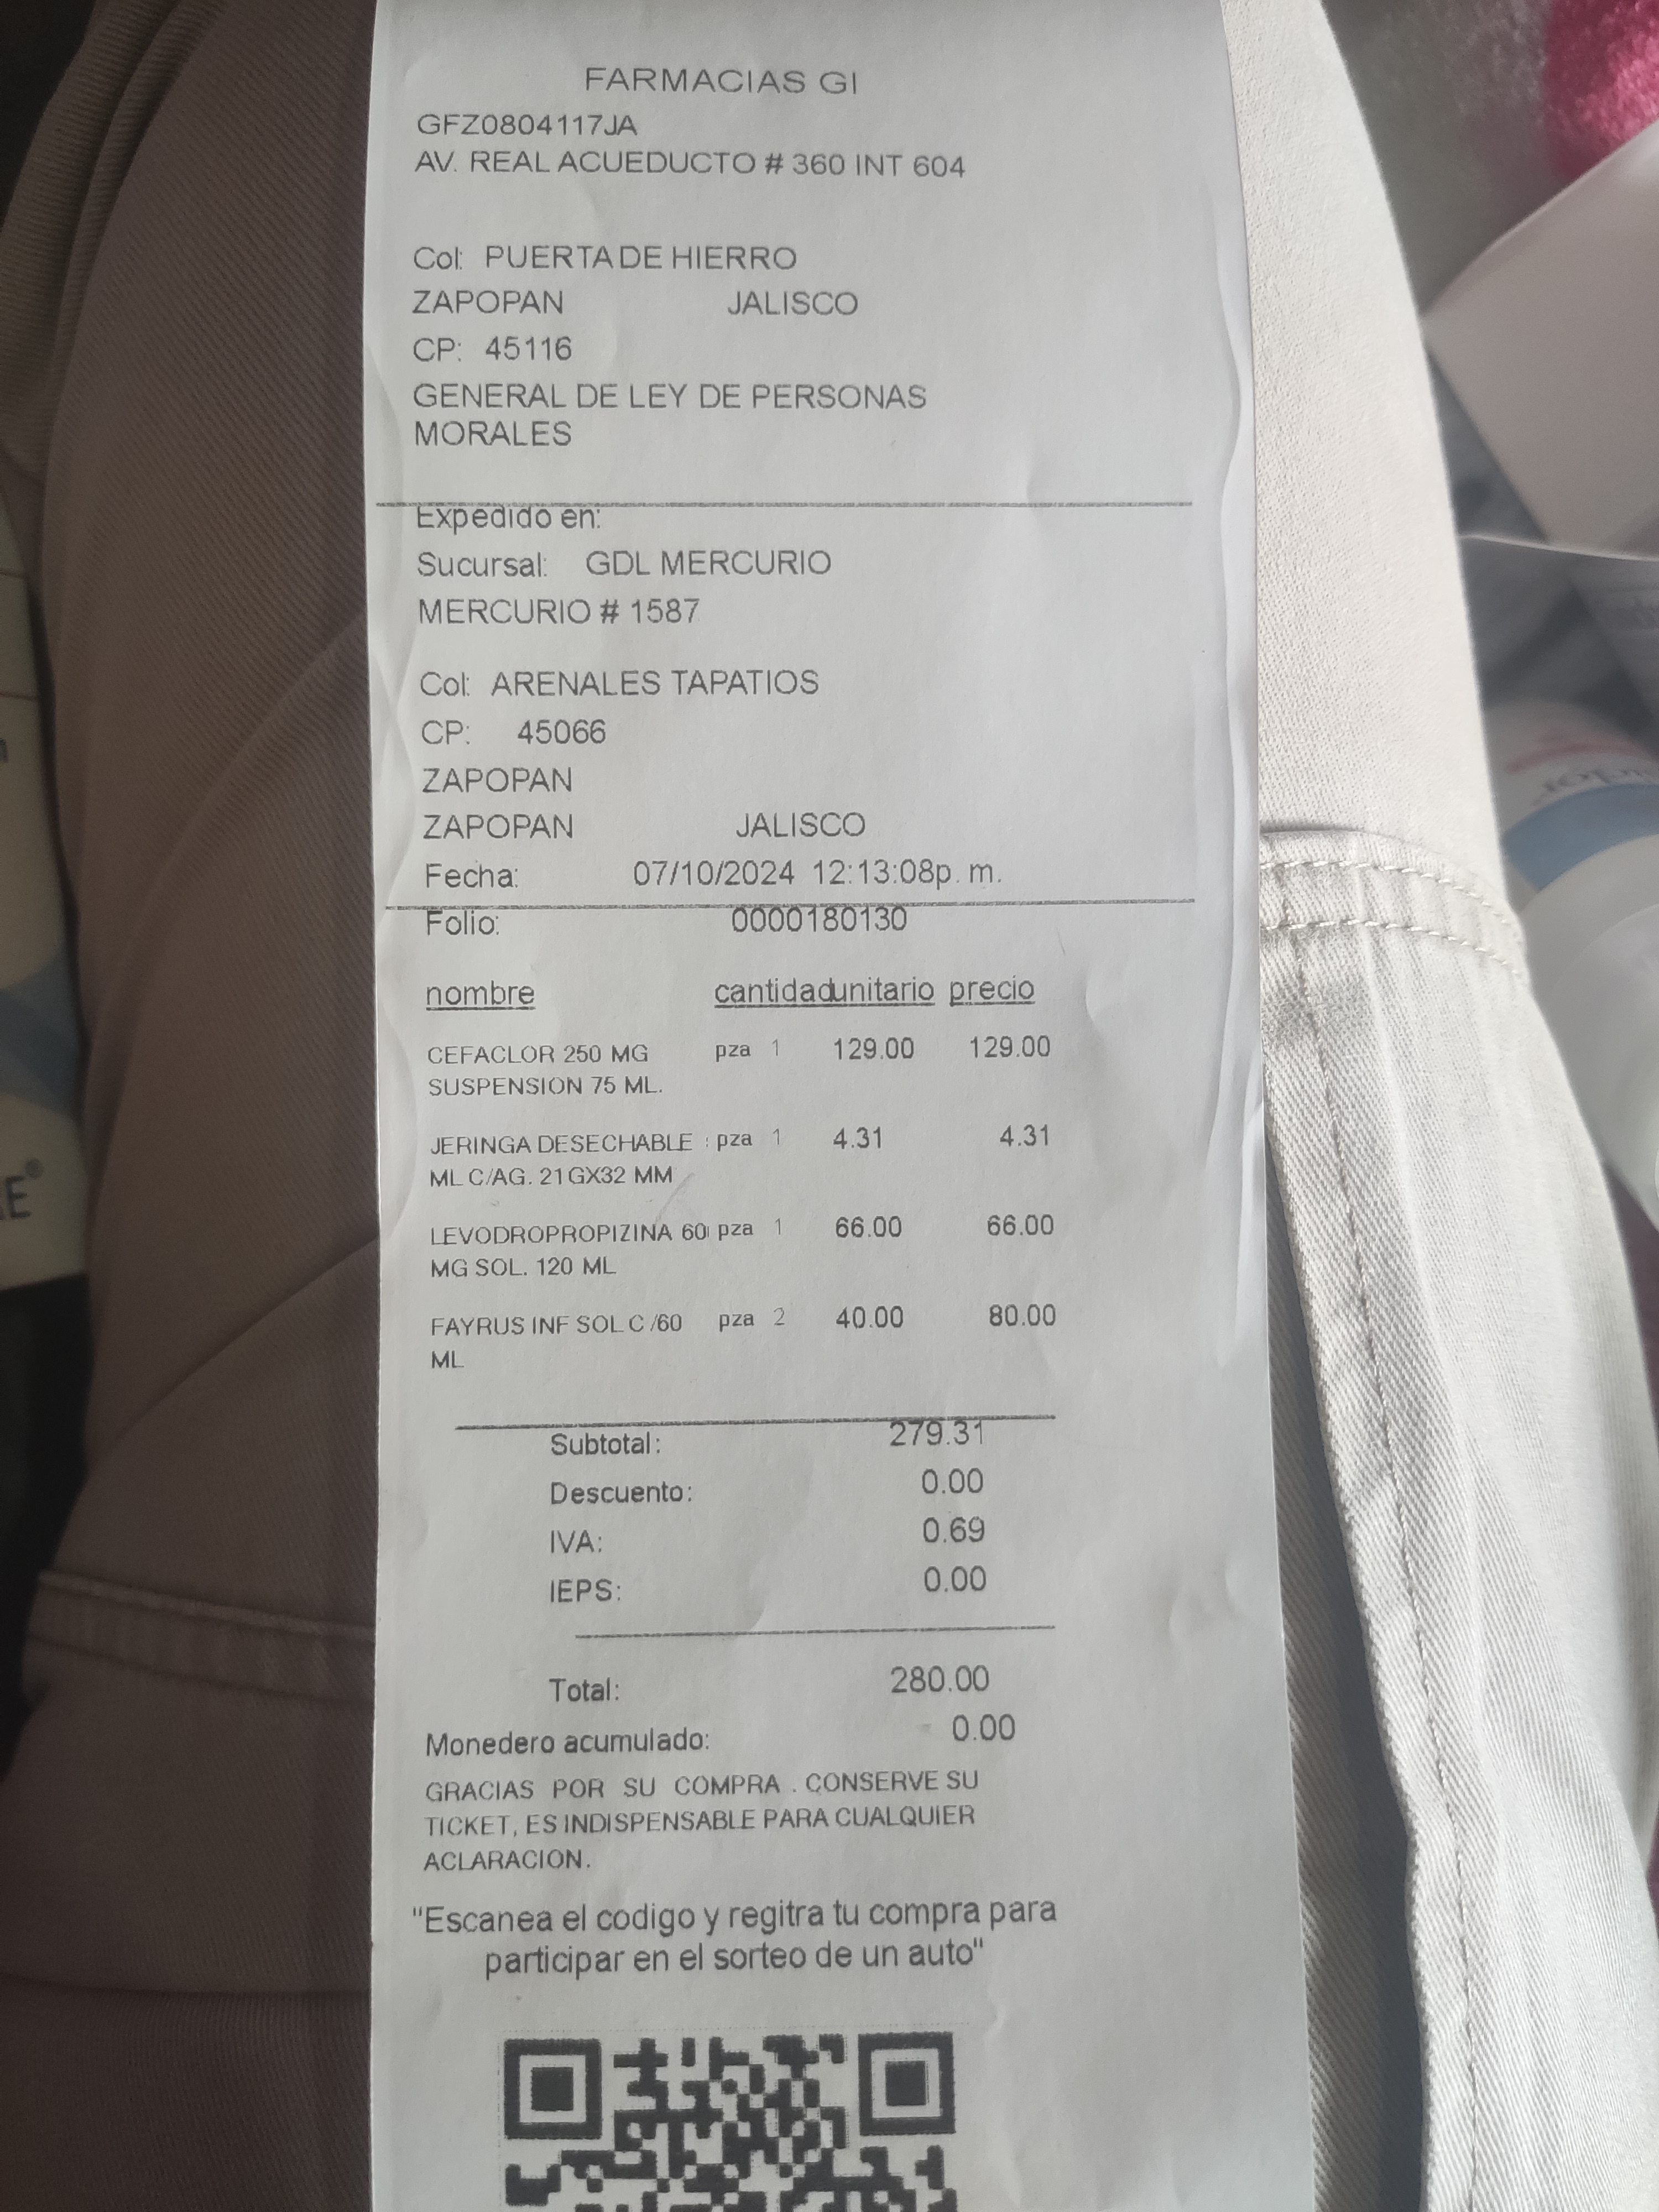 FARMACIAS GI
GFZ0804117JA
AV. REAL ACUEDUCTO # 360 INT 604
Col: PUERTA DE HIERRO
ZAPOPAN JALISCO
CP: 45116
GENERAL DE LEY DE PERSONAS
MORALES
Expedido en:
Sucursal: GDL MERCURIO
MERCURIO # 1587
Col: ARENALES TAPATIOS
CP: 45066
ZAPOPAN
ZAPOPAN JALISCO
Fecha: 07/10/2024 12:13:08p. m.
Folio: 0000180130
nombre cantidad unitario precio
CEFACLOR 250 MG pza 1 129.00 129.00
SUSPENSION 75 ML.
JERINGA DESECHABLE pza 1 4.31 4.31
ML C/AG. 21GX32 MM
LEVODROPROPIZINA 60 pza 1 66.00 66.00
MG SOL. 120 ML
FAYRUS INF SOL C /60 pza 2 40.00 80.00
ML
Subtotal: 279.31
Descuento: 0.00
IVA: 0.69
IEPS: 0.00
Total: 280.00
Monedero acumulado: 0.00
GRACIAS POR SU COMPRA . CONSERVE SU
TICKET, ES INDISPENSABLE PARA CUALQUIER
ACLARACION.
"Escanea el codigo y regitra tu compra para
participar en el sorteo de un auto"